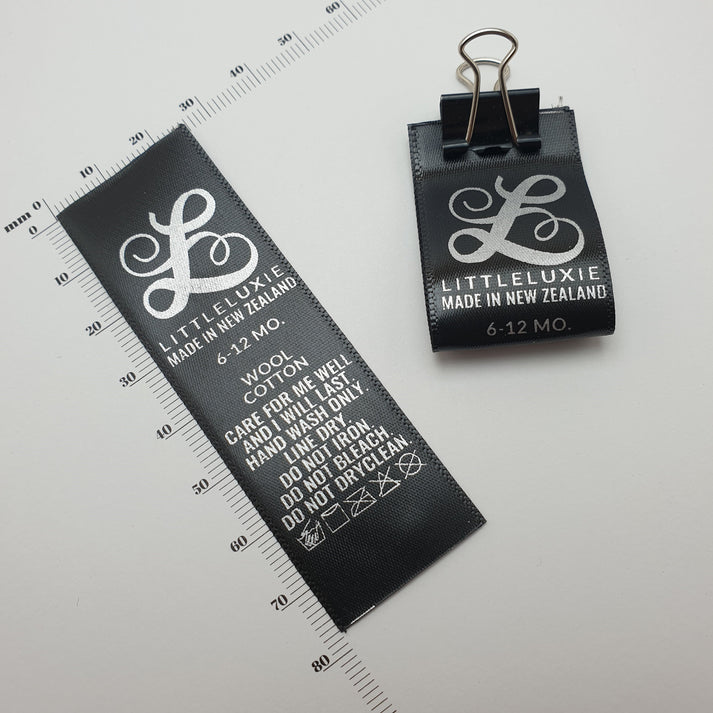 mm 0 10 20 30 40 50 60
0
10
20
30
40
50
60
70
80
L
LITTLELUXIE
MADE IN NEW ZEALAND
6-12 MO.
WOOL
COTTON
CARE FOR ME WELL
AND I WILL LAST.
HAND WASH ONLY.
LINE DRY.
DO NOT IRON.
DO NOT BLEACH.
DO NOT DRYCLEAN.
L
LITTLELUXIE
MADE IN NEW ZEALAND
6-12 MO.